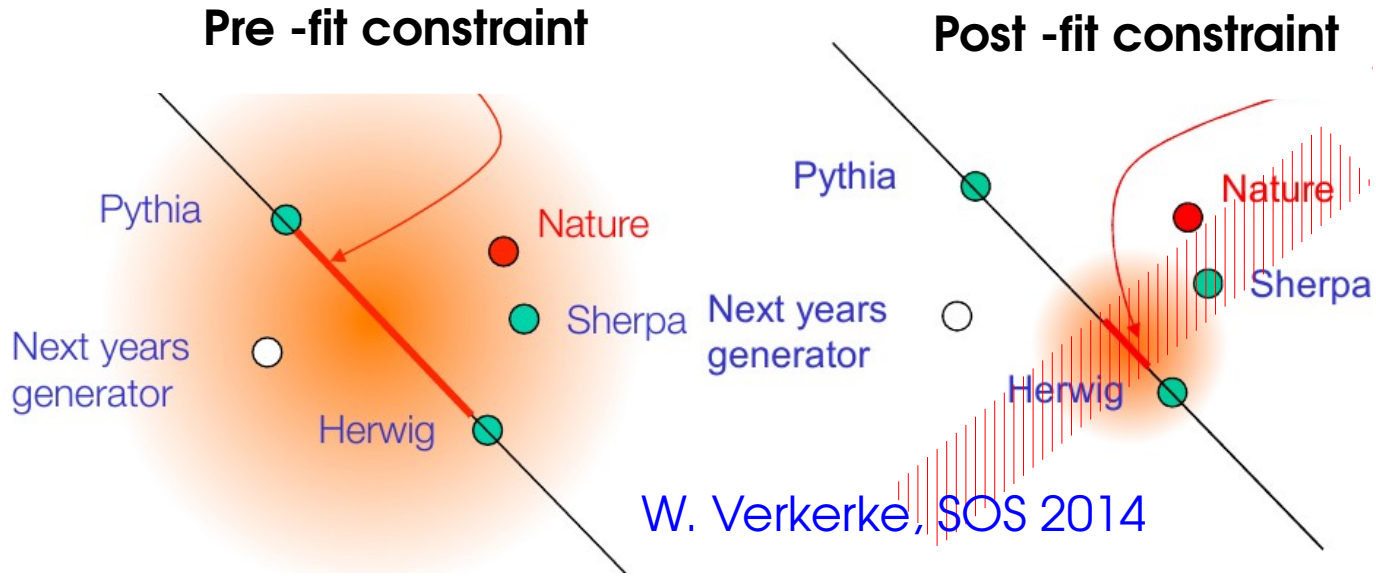 Pre -fit constraint
Pythia
Nature
Sherpa
Next years
generator
Herwig
Post -fit constraint
Pythia
Nature
Sherpa
Next years
generator
Herwig
W. Verkerke, SOS 2014